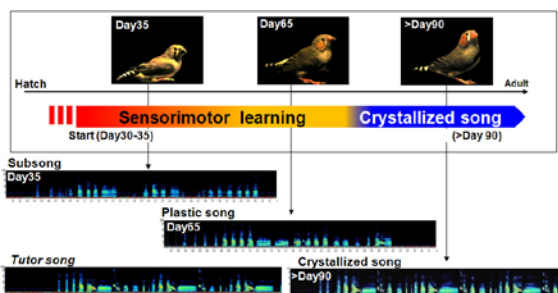 Day35
Day65
>Day90
Hatch
Adult
Sensorimotor learning
Crystallized song
Start (Day30-35)
(>Day 90)
Subsong
Day35
Plastic song
Day65
Tutor song
Crystallized song
>Day90